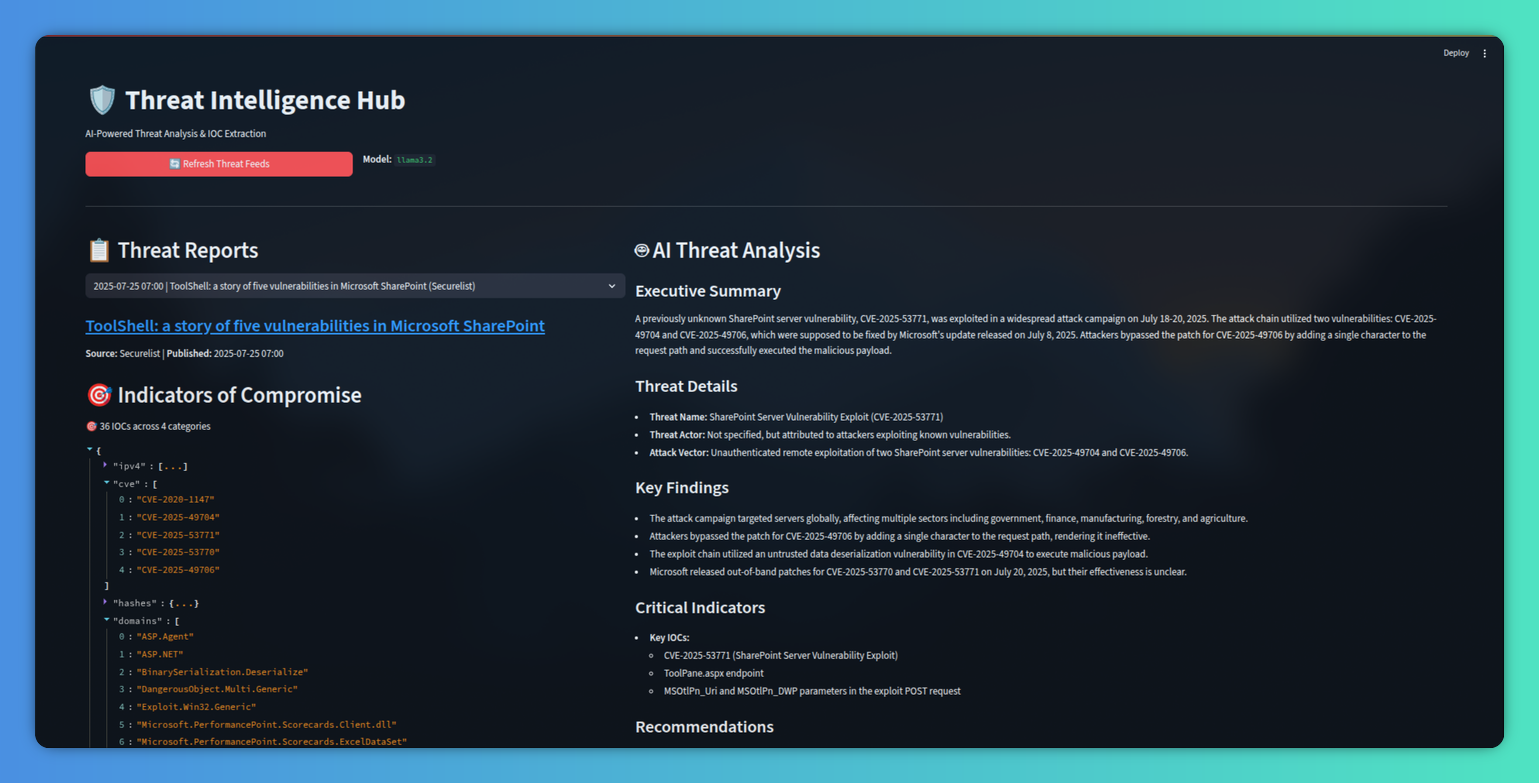 Deploy
Threat Intelligence Hub
AI-Powered Threat Analysis & IOC Extraction
Refresh Threat Feeds
Model: llama3.2
Threat Reports
2025-07-25 07:00 | ToolShell: a story of five vulnerabilities in Microsoft SharePoint (Securelist)
ToolShell: a story of five vulnerabilities in Microsoft SharePoint
Source: Securelist | Published: 2025-07-25 07:00
Indicators of Compromise
36 IOCs across 4 categories
{
"ipv4" : [...]
"cve" : [
0 : "CVE-2020-1147"
1 : "CVE-2025-49704"
2 : "CVE-2025-53771"
3 : "CVE-2025-53770"
4 : "CVE-2025-49706"
]
"hashes" : {...}
"domains" : [
0 : "ASP.Agent"
1 : "ASP.NET"
2 : "BinarySerialization.Deserialize"
3 : "DangerousObject.Multi.Generic"
4 : "Exploit.Win32.Generic"
5 : "Microsoft.PerformancePoint.Scorecards.Client.dll"
6 : "Microsoft.PerformancePoint.Scorecards.ExcelDataSet"
AI Threat Analysis
Executive Summary
A previously unknown SharePoint server vulnerability, CVE-2025-53771, was exploited in a widespread attack campaign on July 18-20, 2025. The attack chain utilized two vulnerabilities: CVE-2025-
49704 and CVE-2025-49706, which were supposed to be fixed by Microsoft's update released on July 8, 2025. Attackers bypassed the patch for CVE-2025-49706 by adding a single character to the
request path and successfully executed the malicious payload.
Threat Details
• Threat Name: SharePoint Server Vulnerability Exploit (CVE-2025-53771)
• Threat Actor: Not specified, but attributed to attackers exploiting known vulnerabilities.
• Attack Vector: Unauthenticated remote exploitation of two SharePoint server vulnerabilities: CVE-2025-49704 and CVE-2025-49706.
Key Findings
• The attack campaign targeted servers globally, affecting multiple sectors including government, finance, manufacturing, forestry, and agriculture.
• Attackers bypassed the patch for CVE-2025-49706 by adding a single character to the request path, rendering it ineffective.
• The exploit chain utilized an untrusted data deserialization vulnerability in CVE-2025-49704 to execute malicious payload.
• Microsoft released out-of-band patches for CVE-2025-53770 and CVE-2025-53771 on July 20, 2025, but their effectiveness is unclear.
Critical Indicators
• Key IOCs:
○ CVE-2025-53771 (SharePoint Server Vulnerability Exploit)
○ ToolPane.aspx endpoint
○ MSOtlPn_Uri and MSOtlPn_DWP parameters in the exploit POST request
Recommendations